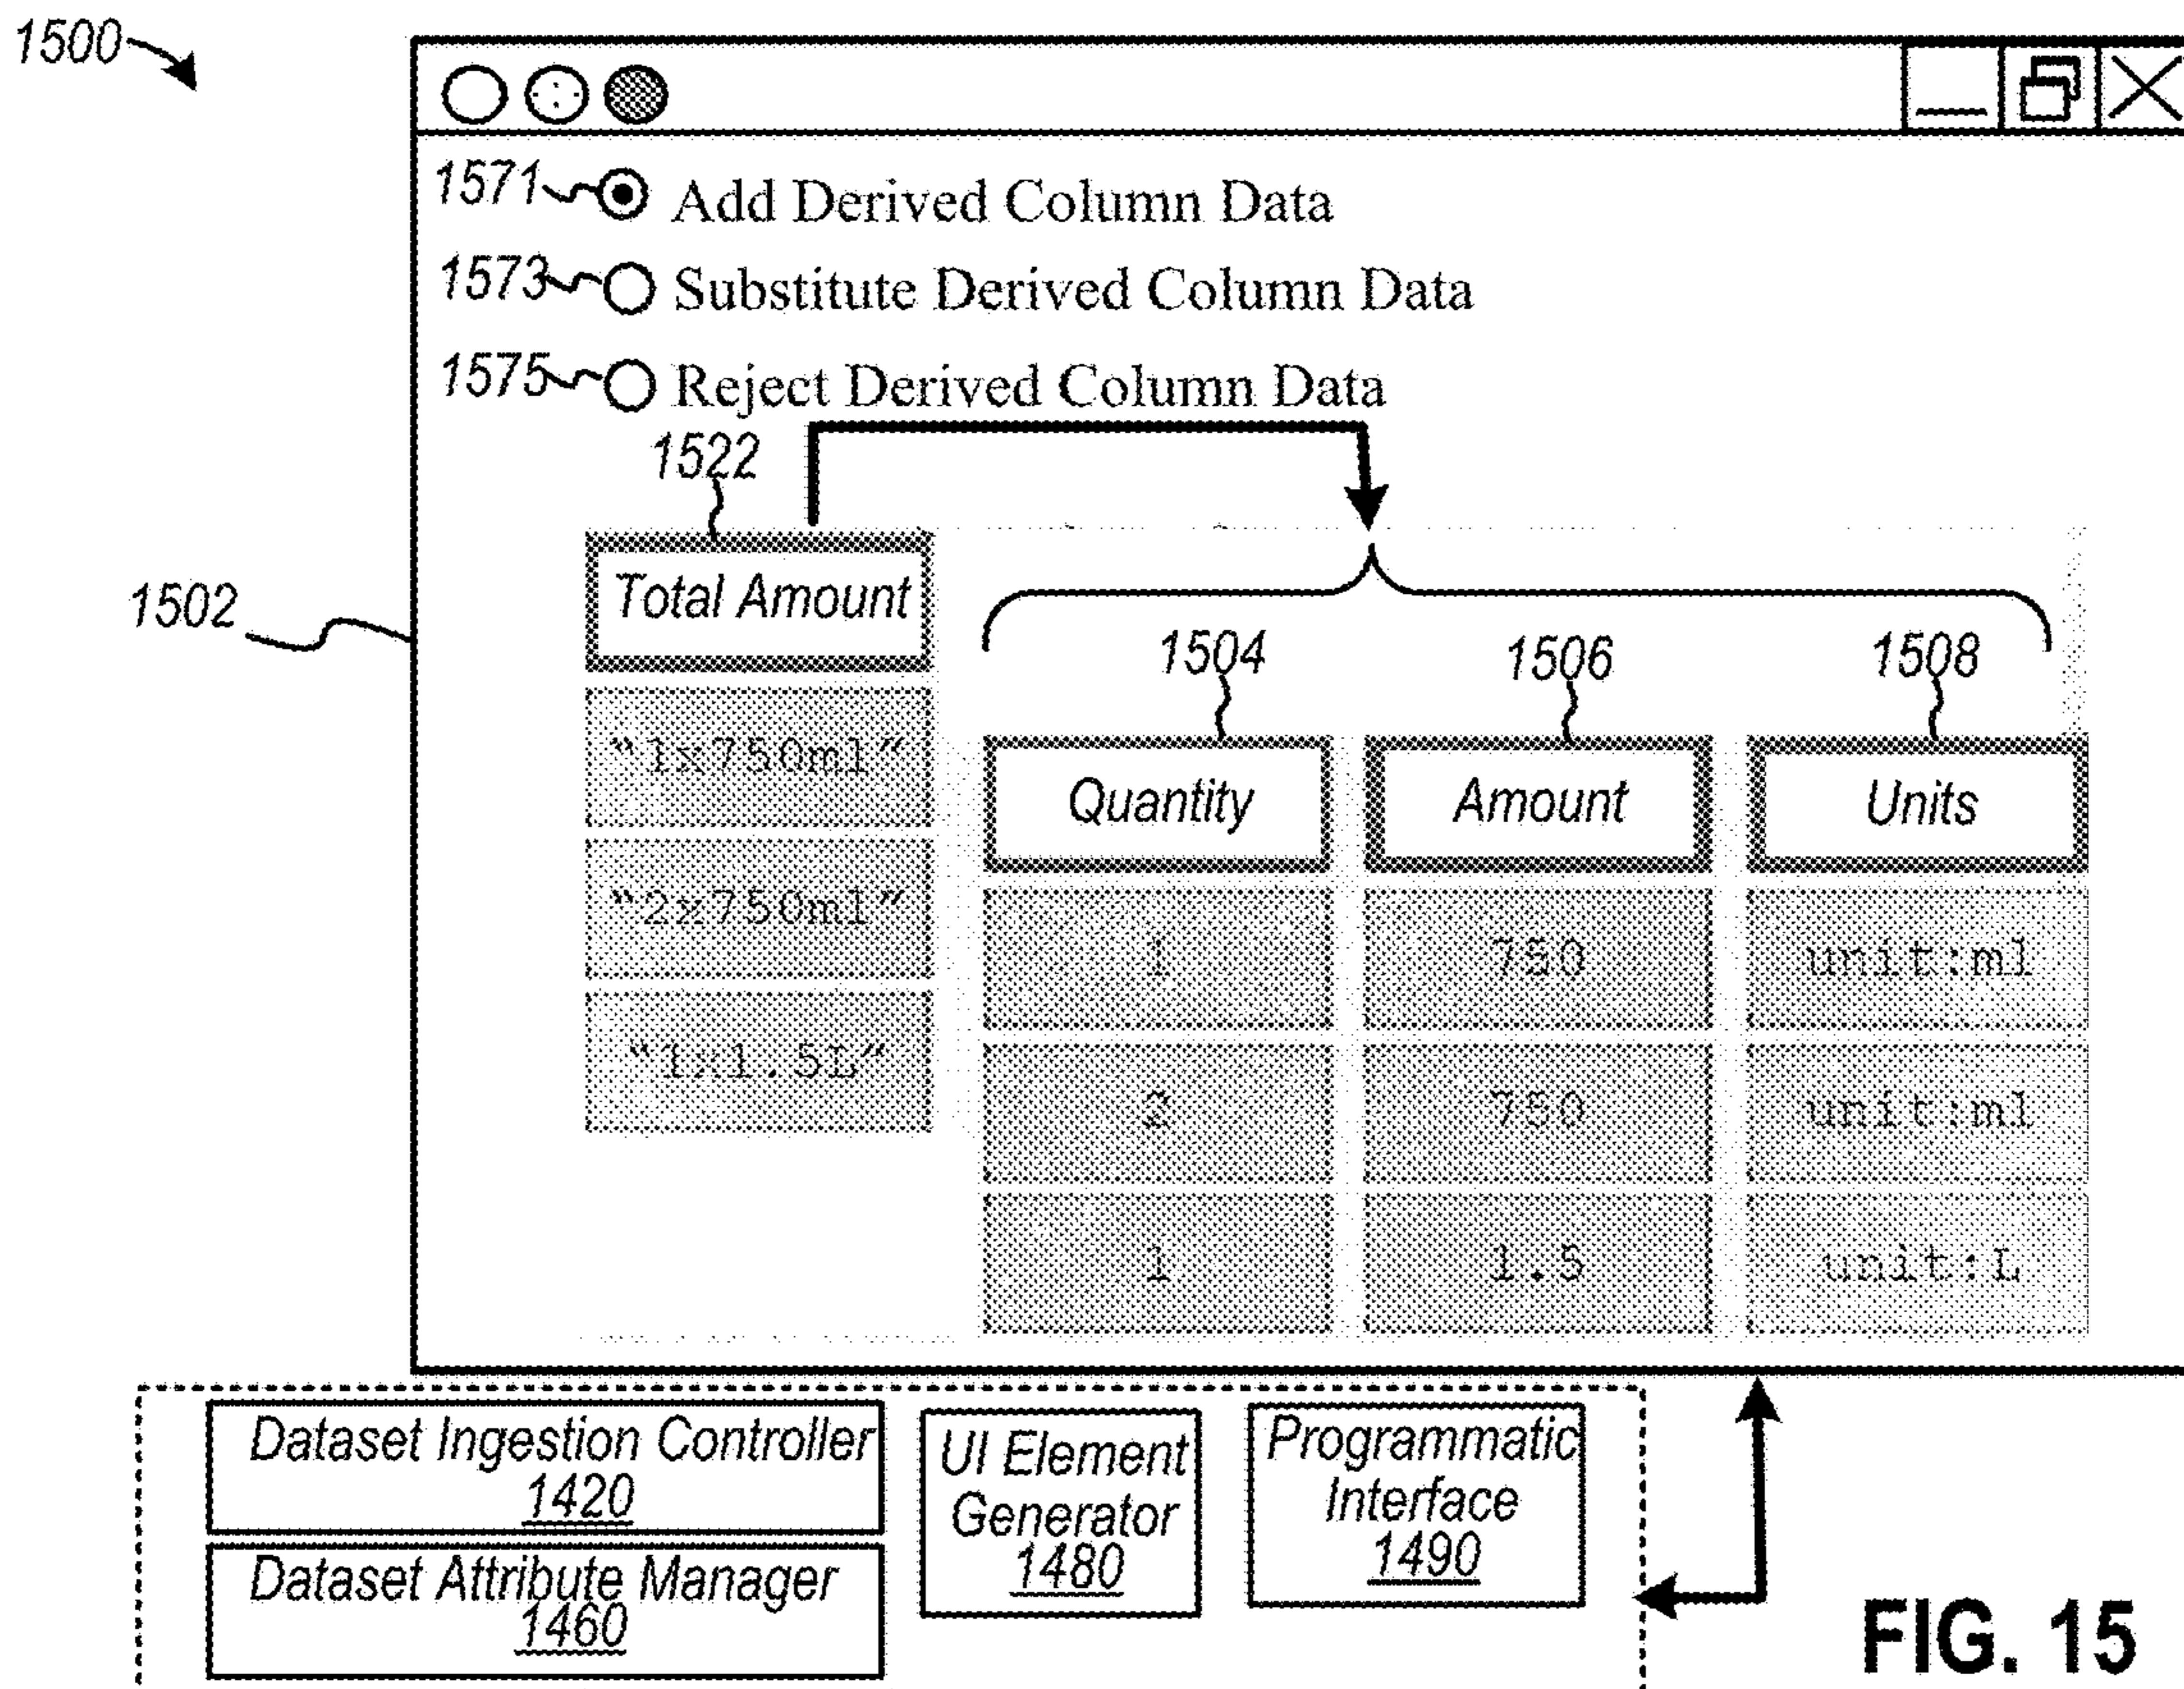 1500
1571 Add Derived Column Data
1573 Substitute Derived Column Data
1575 Reject Derived Column Data
1522
1502
Total Amount
"1x750ml"
"2x750ml"
"1x1.5L"
1504 1506 1508
Quantity Amount Units
1 750 unit:ml
2 750 unit:ml
1 1.5 unit:L
Dataset Ingestion Controller
1420
Dataset Attribute Manager
1460
UI Element
Generator
1480
Programmatic
Interface
1490
FIG. 15